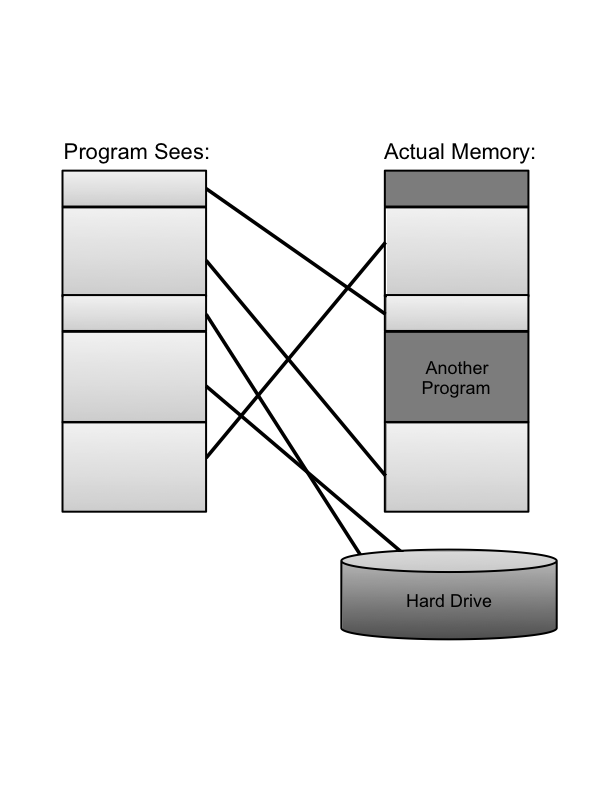 Program Sees:
Actual Memory:
Another
Program
Hard Drive